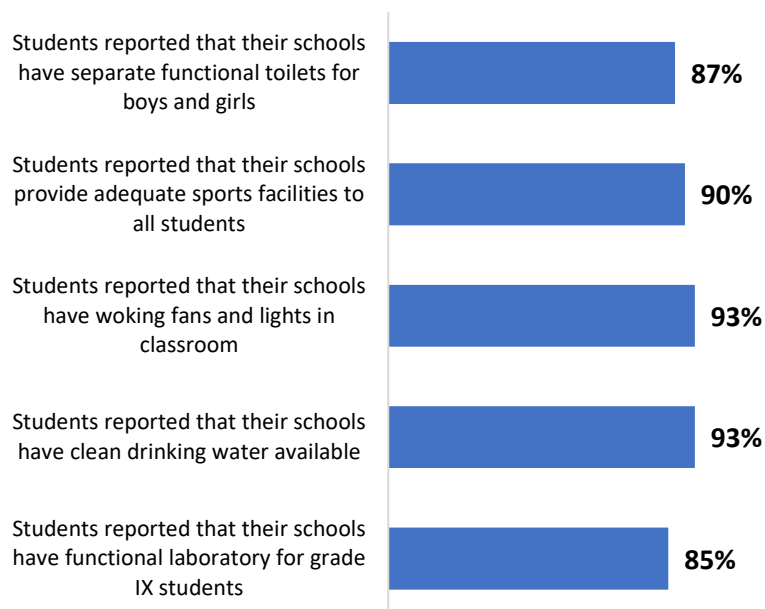 Students reported that their schools
have separate functional toilets for
boys and girls
87%
Students reported that their schools
provide adequate sports facilities to
all students
90%
Students reported that their schools
have woking fans and lights in
classroom
93%
Students reported that their schools
have clean drinking water available
93%
Students reported that their schools
have functional laboratory for grade
IX students
85%